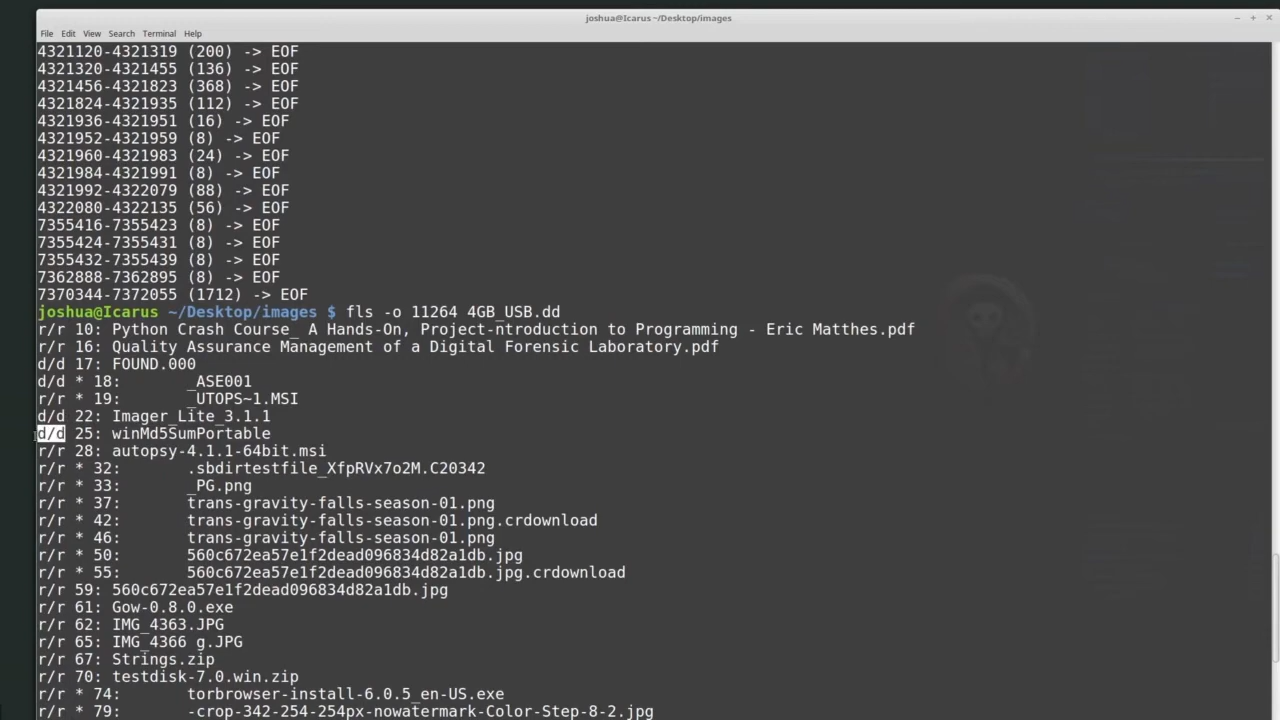 joshua@Icarus ~/Desktop/images
File Edit View Search Terminal Help
4321120-4321319 (200) -> EOF
4321320-4321455 (136) -> EOF
4321456-4321823 (368) -> EOF
4321824-4321935 (112) -> EOF
4321936-4321951 (16) -> EOF
4321952-4321959 (8) -> EOF
4321960-4321983 (24) -> EOF
4321984-4321991 (8) -> EOF
4321992-4322079 (88) -> EOF
4322080-4322135 (56) -> EOF
7355416-7355423 (8) -> EOF
7355424-7355431 (8) -> EOF
7355432-7355439 (8) -> EOF
7362888-7362895 (8) -> EOF
7370344-7372055 (1712) -> EOF
joshua@Icarus ~/Desktop/images $ fls -o 11264 4GB_USB.dd
r/r 10: Python Crash Course_ A Hands-On, Project-ntroduction to Programming - Eric Matthes.pdf
r/r 16: Quality Assurance Management of a Digital Forensic Laboratory.pdf
d/d 17: FOUND.000
d/d * 18: _ASE001
r/r * 19: _UTOPS~1.MSI
d/d 22: Imager_Lite_3.1.1
d/d 25: winMd5SumPortable
r/r 28: autopsy-4.1.1-64bit.msi
r/r * 32: .sbdirtestfile_XfpRVx7o2M.C20342
r/r * 33: _PG.png
r/r * 37: trans-gravity-falls-season-01.png
r/r * 42: trans-gravity-falls-season-01.png.crdownload
r/r * 46: trans-gravity-falls-season-01.png
r/r * 50: 560c672ea57e1f2dead096834d82a1db.jpg
r/r * 55: 560c672ea57e1f2dead096834d82a1db.jpg.crdownload
r/r 59: 560c672ea57e1f2dead096834d82a1db.jpg
r/r 61: Gow-0.8.0.exe
r/r 62: IMG_4363.JPG
r/r 65: IMG_4366 g.JPG
r/r 67: Strings.zip
r/r 70: testdisk-7.0.win.zip
r/r * 74: torbrowser-install-6.0.5_en-US.exe
r/r * 79: -crop-342-254-254px-nowatermark-Color-Step-8-2.jpg